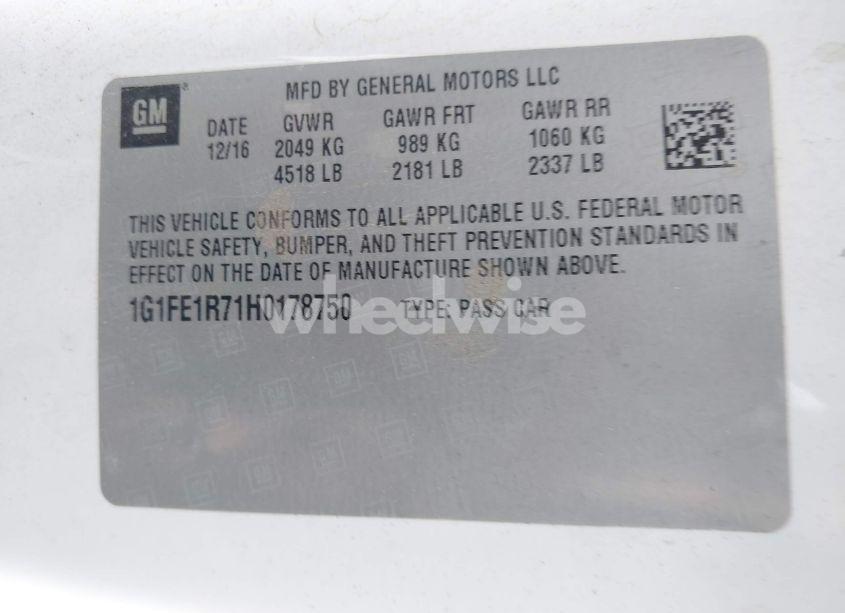 MFD BY GENERAL MOTORS LLC
GM
DATE GVWR GAWR FRT GAWR RR
12/16 2049 KG 989 KG 1060 KG
4518 LB 2181 LB 2337 LB
THIS VEHICLE CONFORMS TO ALL APPLICABLE U.S. FEDERAL MOTOR
VEHICLE SAFETY, BUMPER, AND THEFT PREVENTION STANDARDS IN
EFFECT ON THE DATE OF MANUFACTURE SHOWN ABOVE.
1G1FE1R71H0178750 TYPE: PASS CAR
whedwise